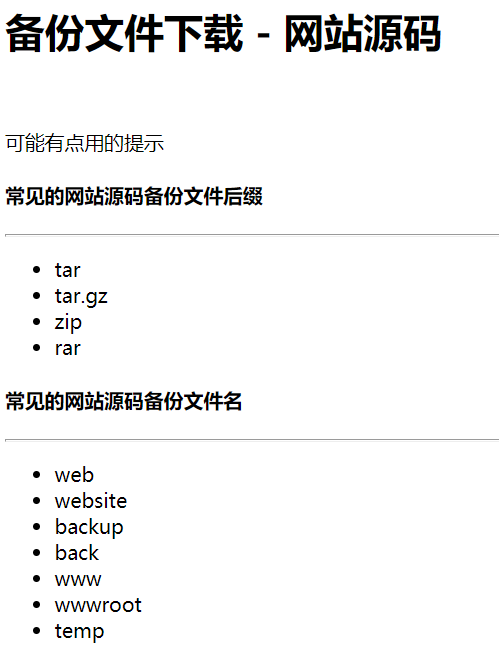 备份文件下载 - 网站源码
可能有点用的提示
常见的网站源码备份文件后缀
tar
tar.gz
zip
rar
常见的网站源码备份文件名
web
website
backup
back
www
wwwroot
temp